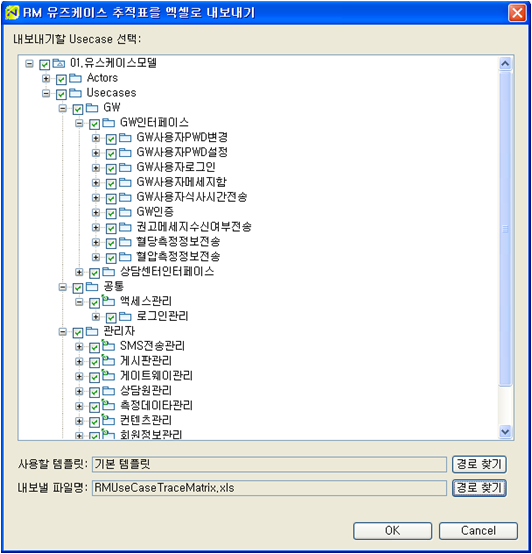 RM 유즈케이스 추적표를 엑셀로 내보내기
내보내기할 Usecase 선택:
01.유스케이스모델
Actors
Usecases
GW
GW인터페이스
GW사용자PWD변경
GW사용자PWD설정
GW사용자로그인
GW사용자메세지함
GW사용자식사시간전송
GW인증
권고메세지수신여부전송
혈당측정정보전송
혈압측정정보전송
상담센터인터페이스
공통
액세스관리
로그인관리
관리자
SMS전송관리
게시판관리
게이트웨이관리
상담원관리
측정데이타관리
컨텐츠관리
회원정보관리
사용할 템플릿: 기본 템플릿 경로 찾기
내보낼 파일명: RMUseCaseTraceMatrix.xls 경로 찾기
OK Cancel